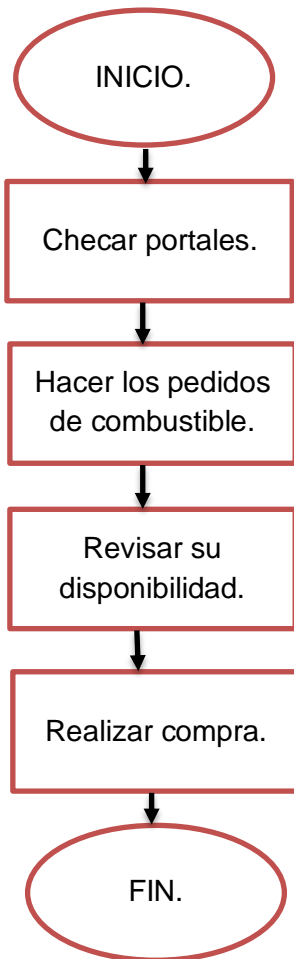 INICIO.
Checar portales.
Hacer los pedidos
de combustible.
Revisar su
disponibilidad.
Realizar compra.
FIN.